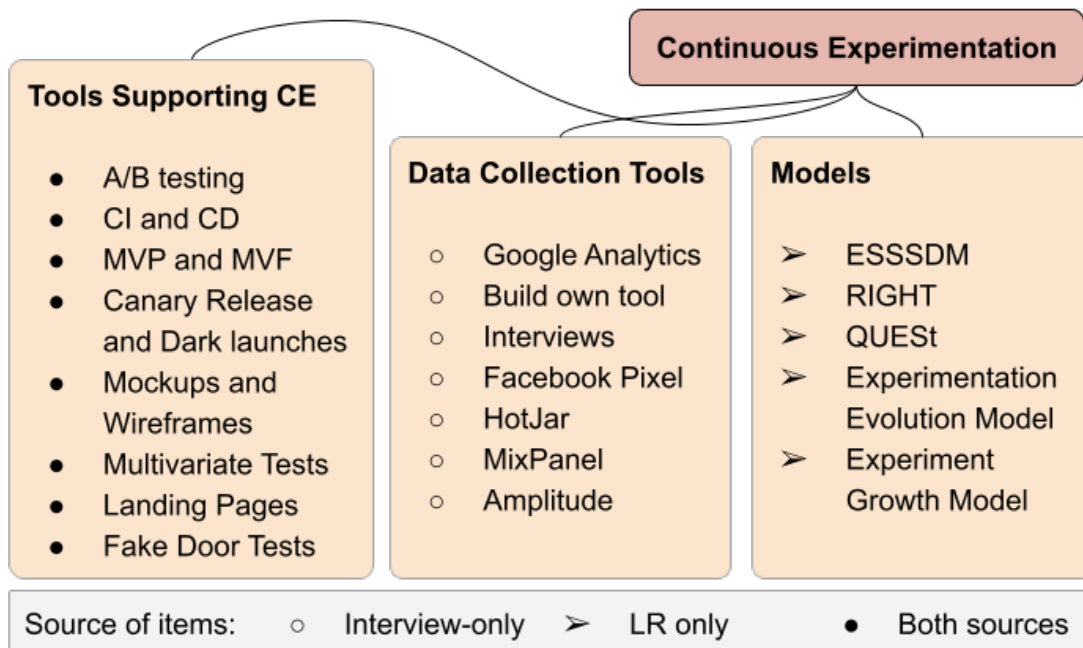 Continuous Experimentation
Tools Supporting CE
● A/B testing
● CI and CD
● MVP and MVF
● Canary Release
and Dark launches
● Mockups and
Wireframes
● Multivariate Tests
● Landing Pages
● Fake Door Tests
Data Collection Tools
○ Google Analytics
○ Build own tool
○ Interviews
○ Facebook Pixel
○ HotJar
○ MixPanel
○ Amplitude
Models
➢ ESSSDM
➢ RIGHT
➢ QUESt
➢ Experimentation
Evolution Model
➢ Experiment
Growth Model
Source of items: ○ Interview-only ➢ LR only ● Both sources